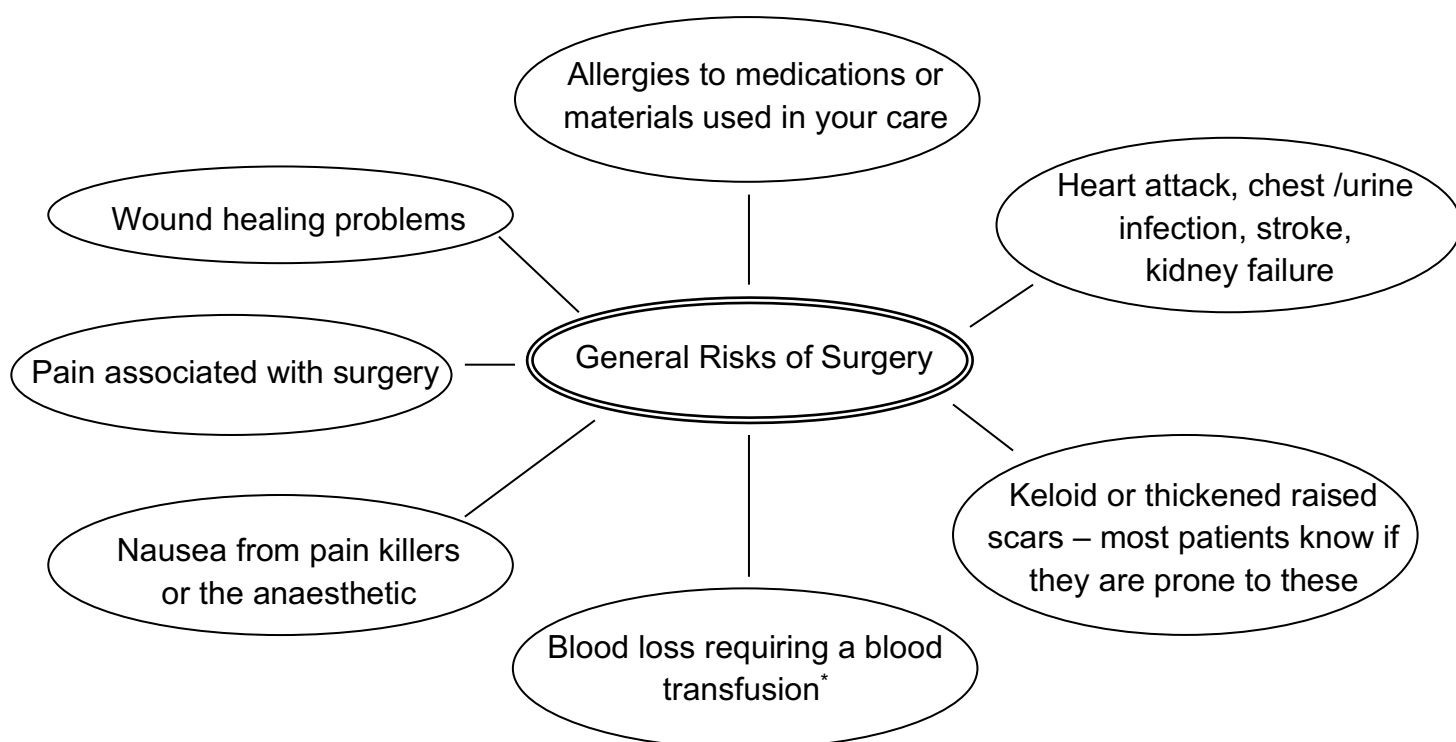 Allergies to medications or
materials used in your care
Heart attack, chest /urine
infection, stroke,
kidney failure
Wound healing problems
General Risks of Surgery
Pain associated with surgery
Keloid or thickened raised
scars – most patients know if
they are prone to these
Nausea from pain killers
or the anaesthetic
Blood loss requiring a blood
transfusion*